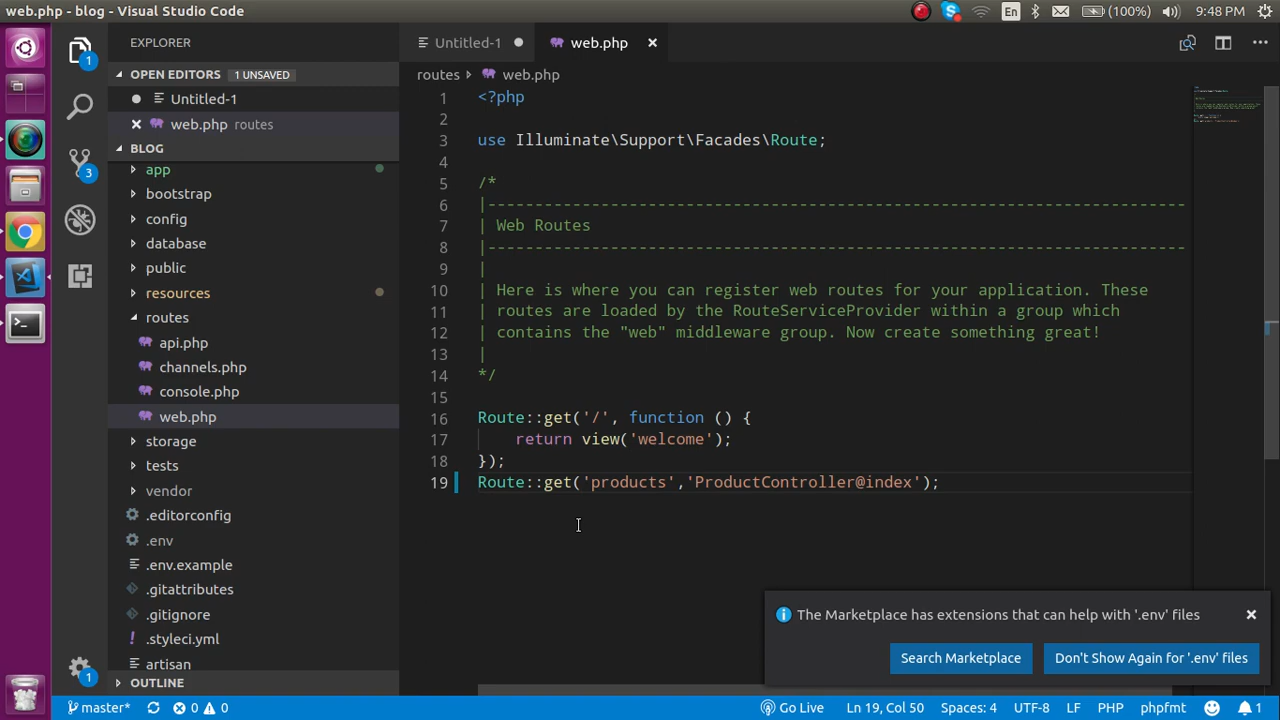 web.php - blog - Visual Studio Code
En
(100%)
9:48 PM
EXPLORER
OPEN EDITORS 1 UNSAVED
Untitled-1
web.php routes
BLOG
app
bootstrap
config
database
public
resources
routes
api.php
channels.php
console.php
web.php
storage
tests
vendor
.editorconfig
.env
.env.example
.gitattributes
.gitignore
.styleci.yml
artisan
OUTLINE
1
3
1
Untitled-1
web.php
routes > web.php
1 <?php
2
3 use Illuminate\Support\Facades\Route;
4
5 /*
6 |--------------------------------------------------------------------------
7 | Web Routes
8 |--------------------------------------------------------------------------
9 |
10 | Here is where you can register web routes for your application. These
11 | routes are loaded by the RouteServiceProvider within a group which
12 | contains the "web" middleware group. Now create something great!
13 |
14 */
15
16 Route::get('/', function () {
17     return view('welcome');
18 });
19 Route::get('products','ProductController@index');
The Marketplace has extensions that can help with '.env' files
Search Marketplace
Don't Show Again for '.env' files
master*
0 0
Go Live
Ln 19, Col 50
Spaces: 4
UTF-8
LF
PHP
phpfmt
1